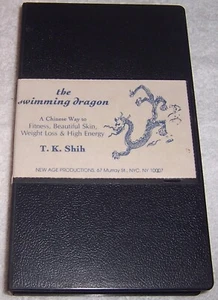 the
swimming dragon
A Chinese Way to
Fitness, Beautiful Skin,
Weight Loss & High Energy
T. K. Shih
NEW AGE PRODUCTIONS, 67 Murray St., NYC, NY 10007